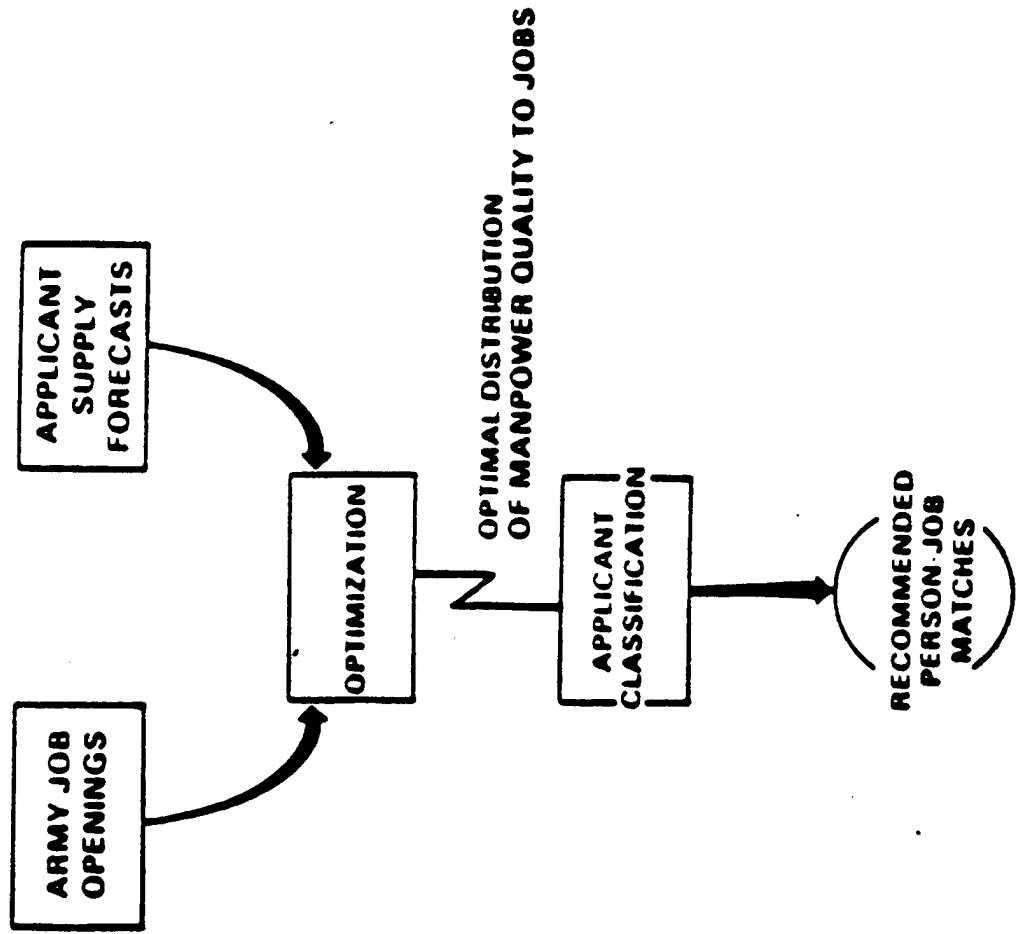 ARMY JOB
OPENINGS
APPLICANT
SUPPLY
FORECASTS
OPTIMIZATION
OPTIMAL DISTRIBUTION
OF MANPOWER QUALITY TO JOBS
APPLICANT
CLASSIFICATION
RECOMMENDED
PERSON-JOB
MATCHES